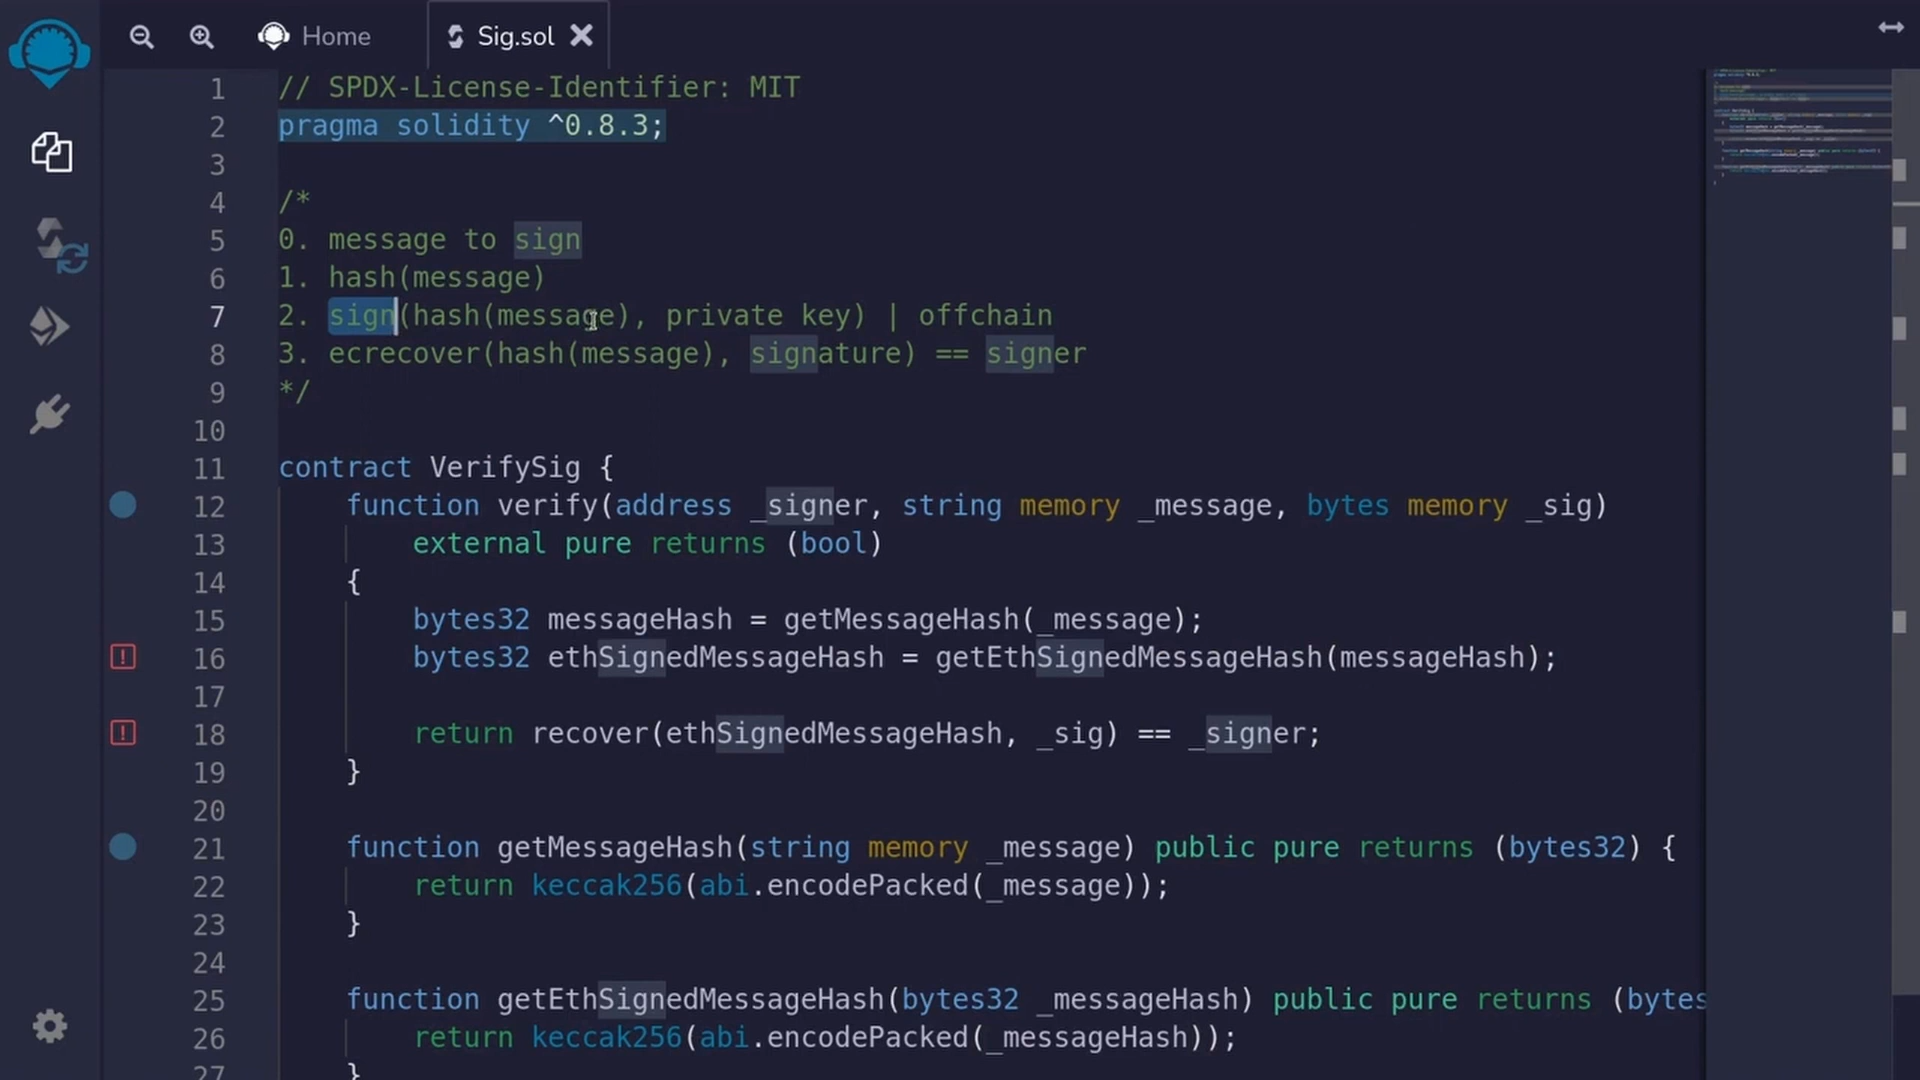 Home
Sig.sol
1 // SPDX-License-Identifier: MIT
2 pragma solidity ^0.8.3;
3
4 /*
5 0. message to sign
6 1. hash(message)
7 2. sign(hash(message), private key) | offchain
8 3. ecrecover(hash(message), signature) == signer
9 */
10
11 contract VerifySig {
12 function verify(address _signer, string memory _message, bytes memory _sig)
13 external pure returns (bool)
14 {
15 bytes32 messageHash = getMessageHash(_message);
16 bytes32 ethSignedMessageHash = getEthSignedMessageHash(messageHash);
17
18 return recover(ethSignedMessageHash, _sig) == _signer;
19 }
20
21 function getMessageHash(string memory _message) public pure returns (bytes32) {
22 return keccak256(abi.encodePacked(_message));
23 }
24
25 function getEthSignedMessageHash(bytes32 _messageHash) public pure returns (bytes
26 return keccak256(abi.encodePacked(_messageHash));
27 }